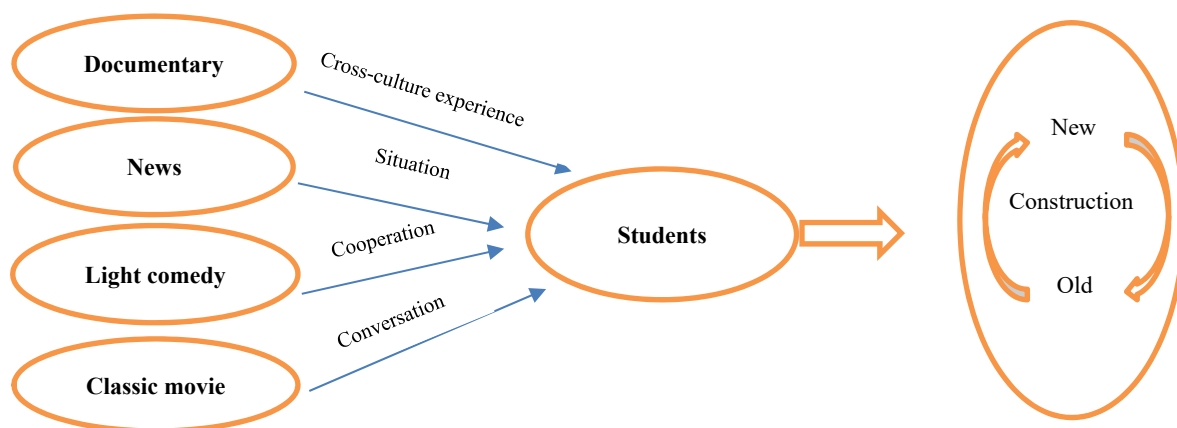 Documentary
Cross-culture experience
News
Situation
Light comedy
Cooperation
Classic movie
Conversation
Students
New
Construction
Old